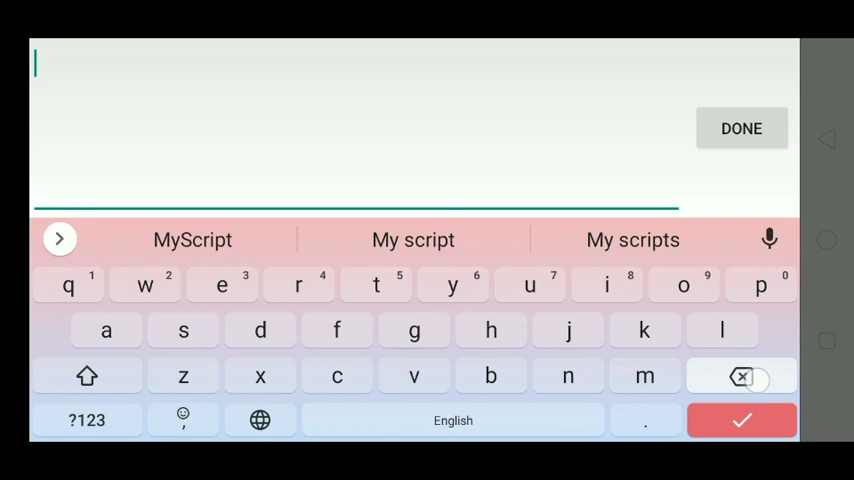 DONE
MyScript My script My scripts
q 1 w 2 e 3 r 4 t 5 y 6 u 7 i 8 o 9 p 0
a s d f g h j k l
z x c v b n m
?123 , English .